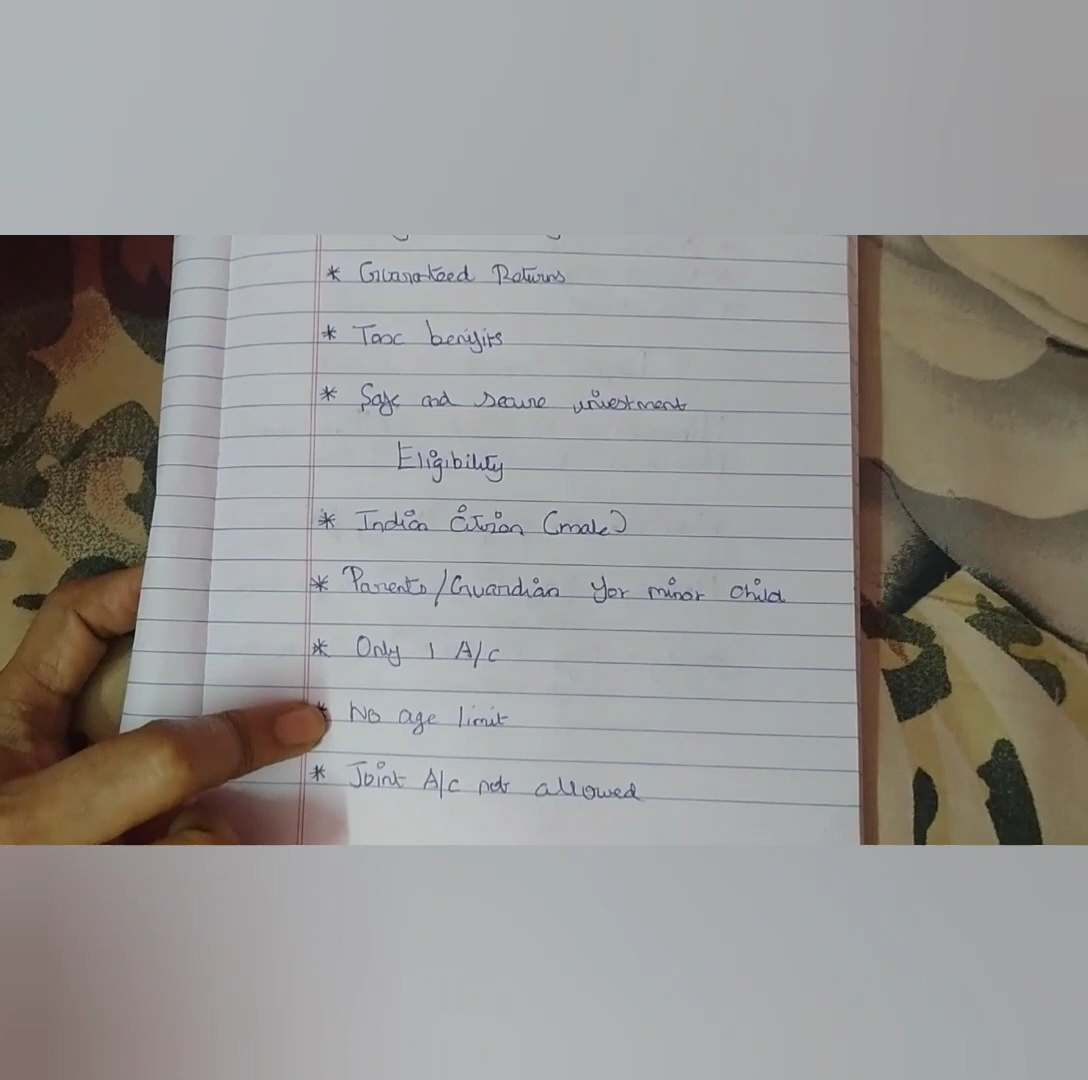 * Guaranteed Returns
* Tax benifits
* Safe and secure investment
Eligibility
* Indian Citizen (male)
* Parents/Guardian for minor child
* Only 1 A/c
* No age limit
* Joint A/c not allowed